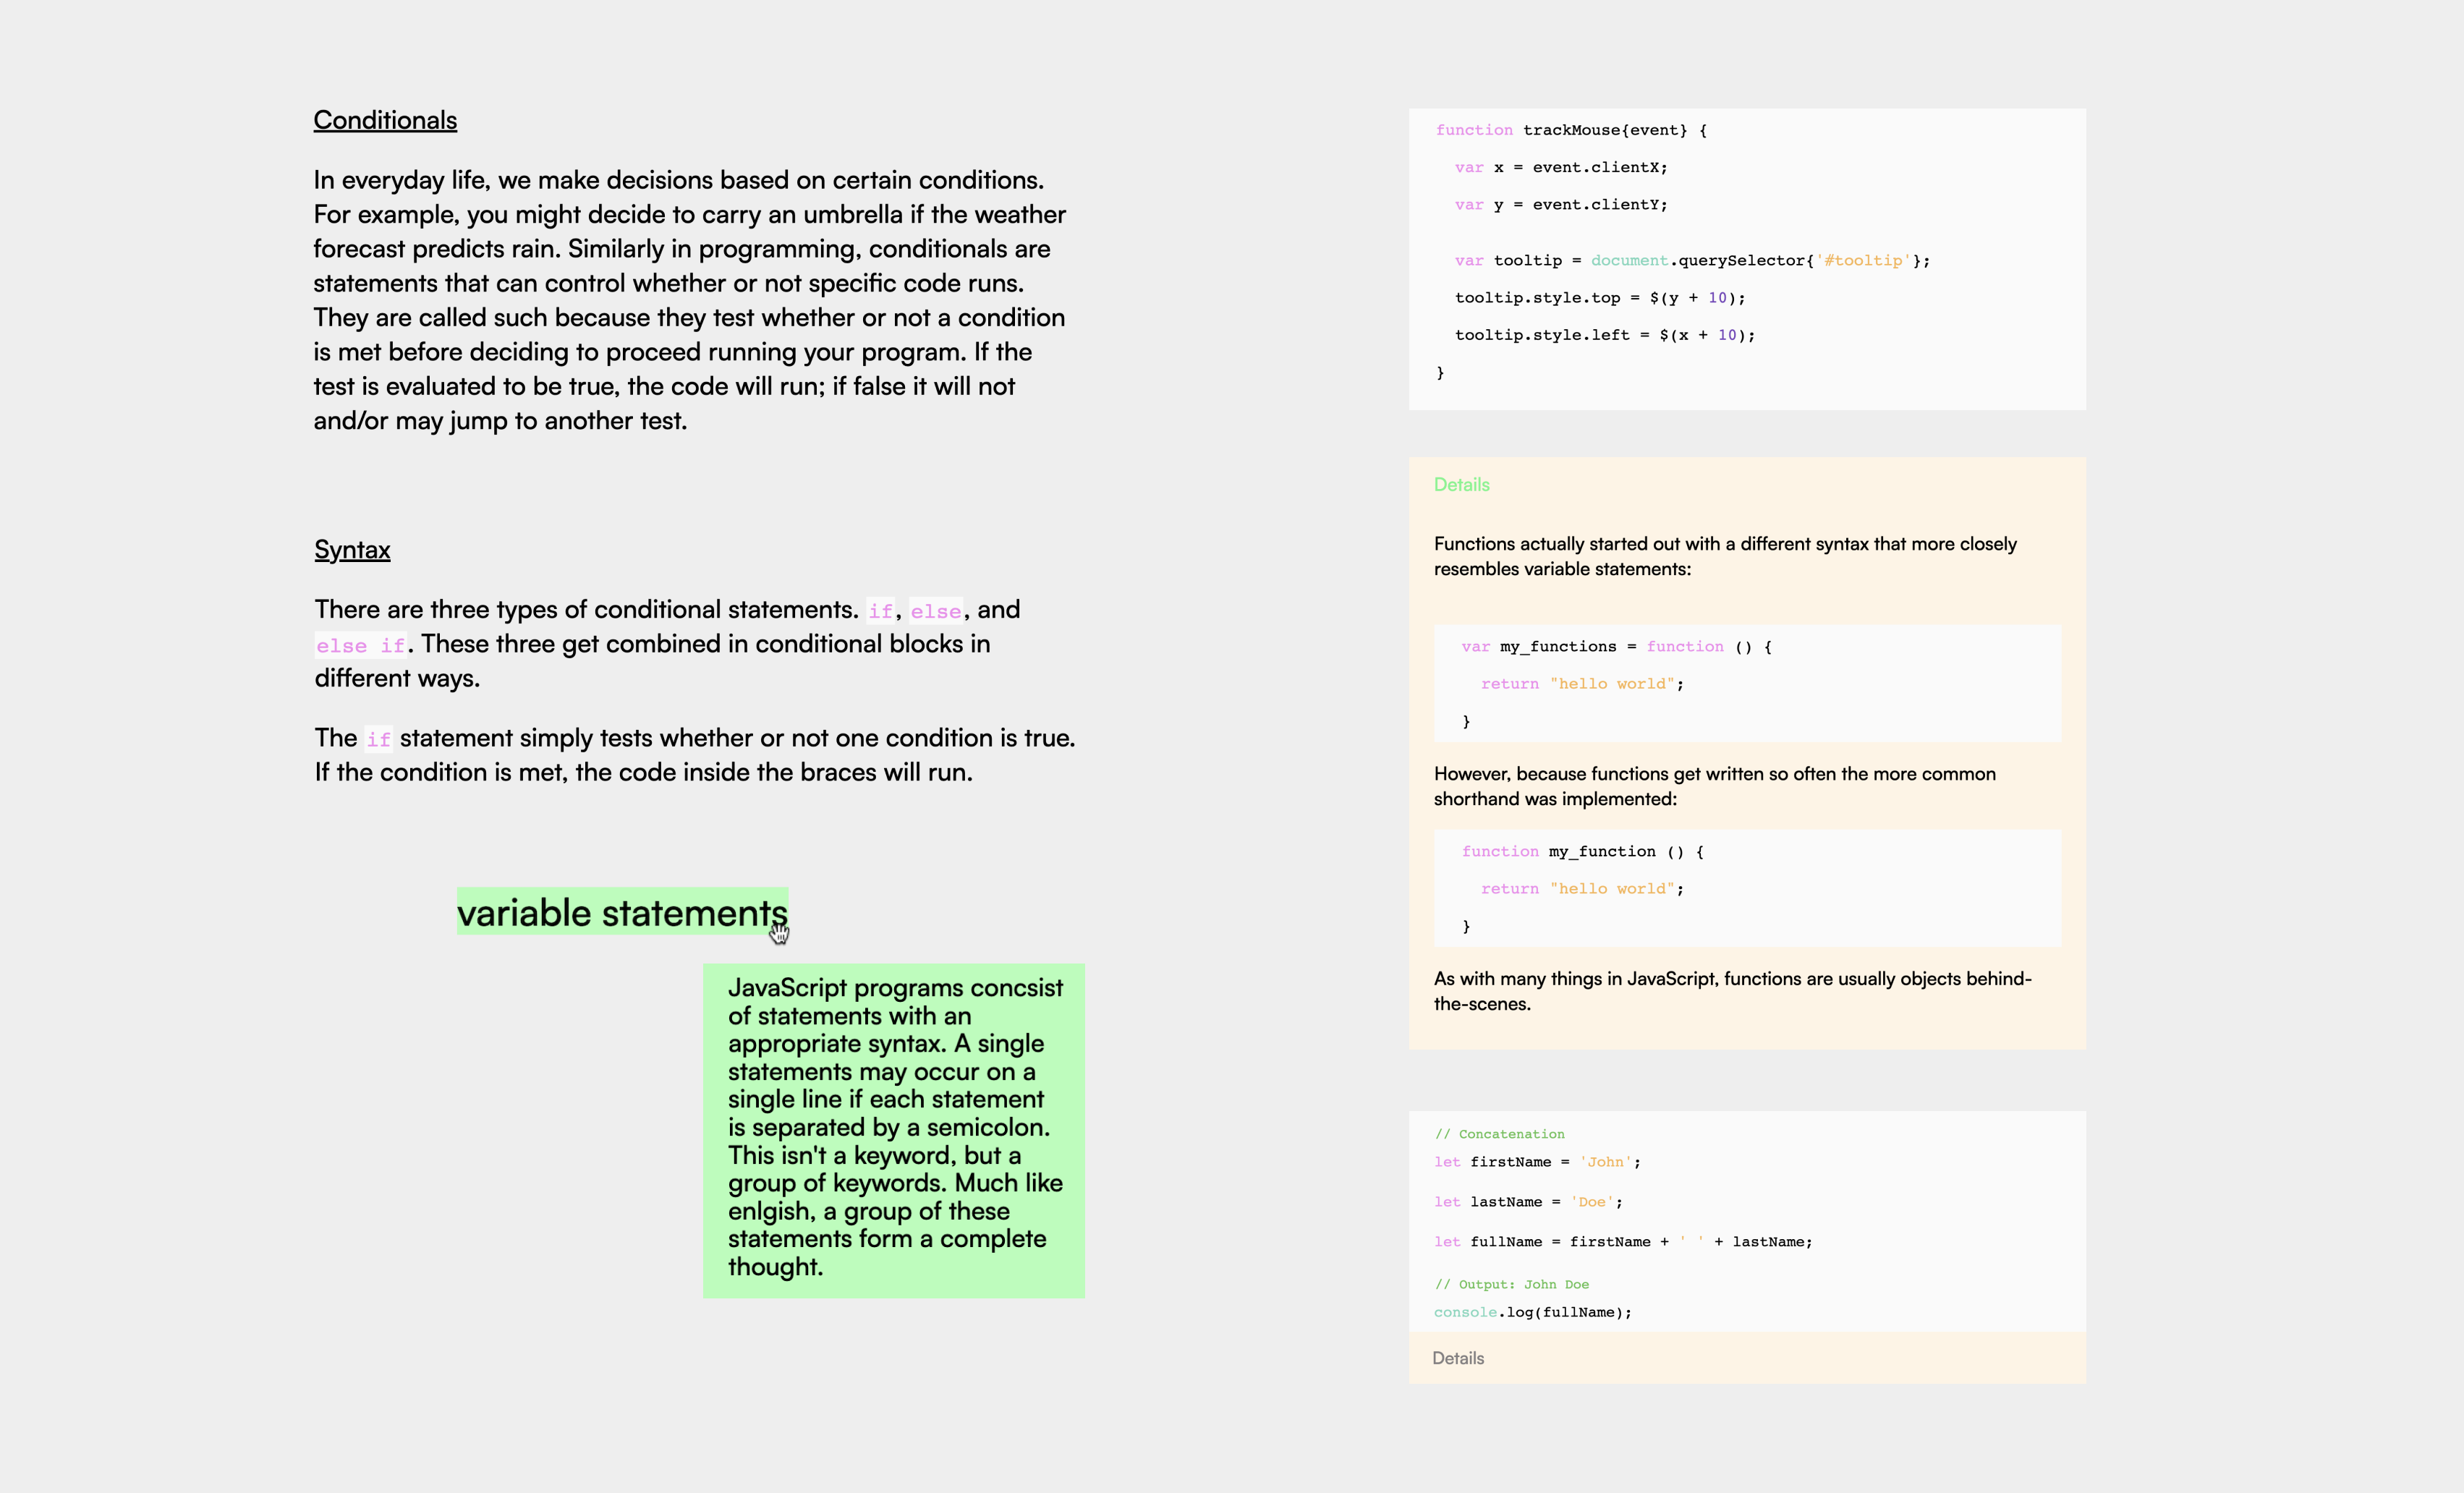 Conditionals
In everyday life, we make decisions based on certain conditions.
For example, you might decide to carry an umbrella if the weather
forecast predicts rain. Similarly in programming, conditionals are
statements that can control whether or not specific code runs.
They are called such because they test whether or not a condition
is met before deciding to proceed running your program. If the
test is evaluated to be true, the code will run; if false it will not
and/or may jump to another test.
Syntax
There are three types of conditional statements. if, else, and
else if. These three get combined in conditional blocks in
different ways.
The if statement simply tests whether or not one condition is true.
If the condition is met, the code inside the braces will run.
variable statements
JavaScript programs concsist
of statements with an
appropriate syntax. A single
statements may occur on a
single line if each statement
is separated by a semicolon.
This isn't a keyword, but a
group of keywords. Much like
enlgish, a group of these
statements form a complete
thought.
function trackMouse{event} {
var x = event.clientX;
var y = event.clientY;
var tooltip = document.querySelector{'#tooltip'};
tooltip.style.top = $(y + 10);
tooltip.style.left = $(x + 10);
}
Details
Functions actually started out with a different syntax that more closely
resembles variable statements:
var my_functions = function () {
return "hello world";
}
However, because functions get written so often the more common
shorthand was implemented:
function my_function () {
return "hello world";
}
As with many things in JavaScript, functions are usually objects behind-
the-scenes.
// Concatenation
let firstName = 'John';
let lastName = 'Doe';
let fullName = firstName + ' ' + lastName;
// Output: John Doe
console.log(fullName);
Details